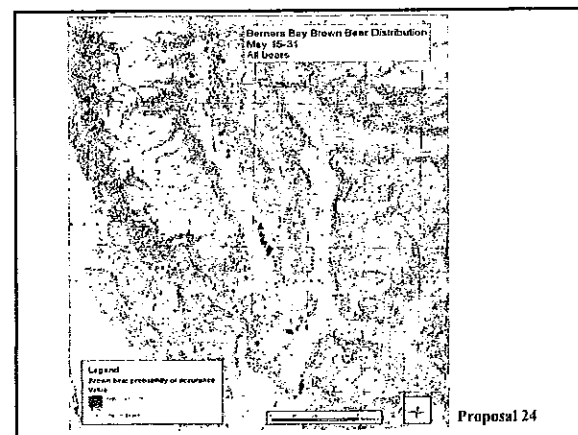 Berners Bay Brown Bear Distribution
May 15-31
All bears
Legend
Brown bear probability of occurrence
Value
Proposal 24